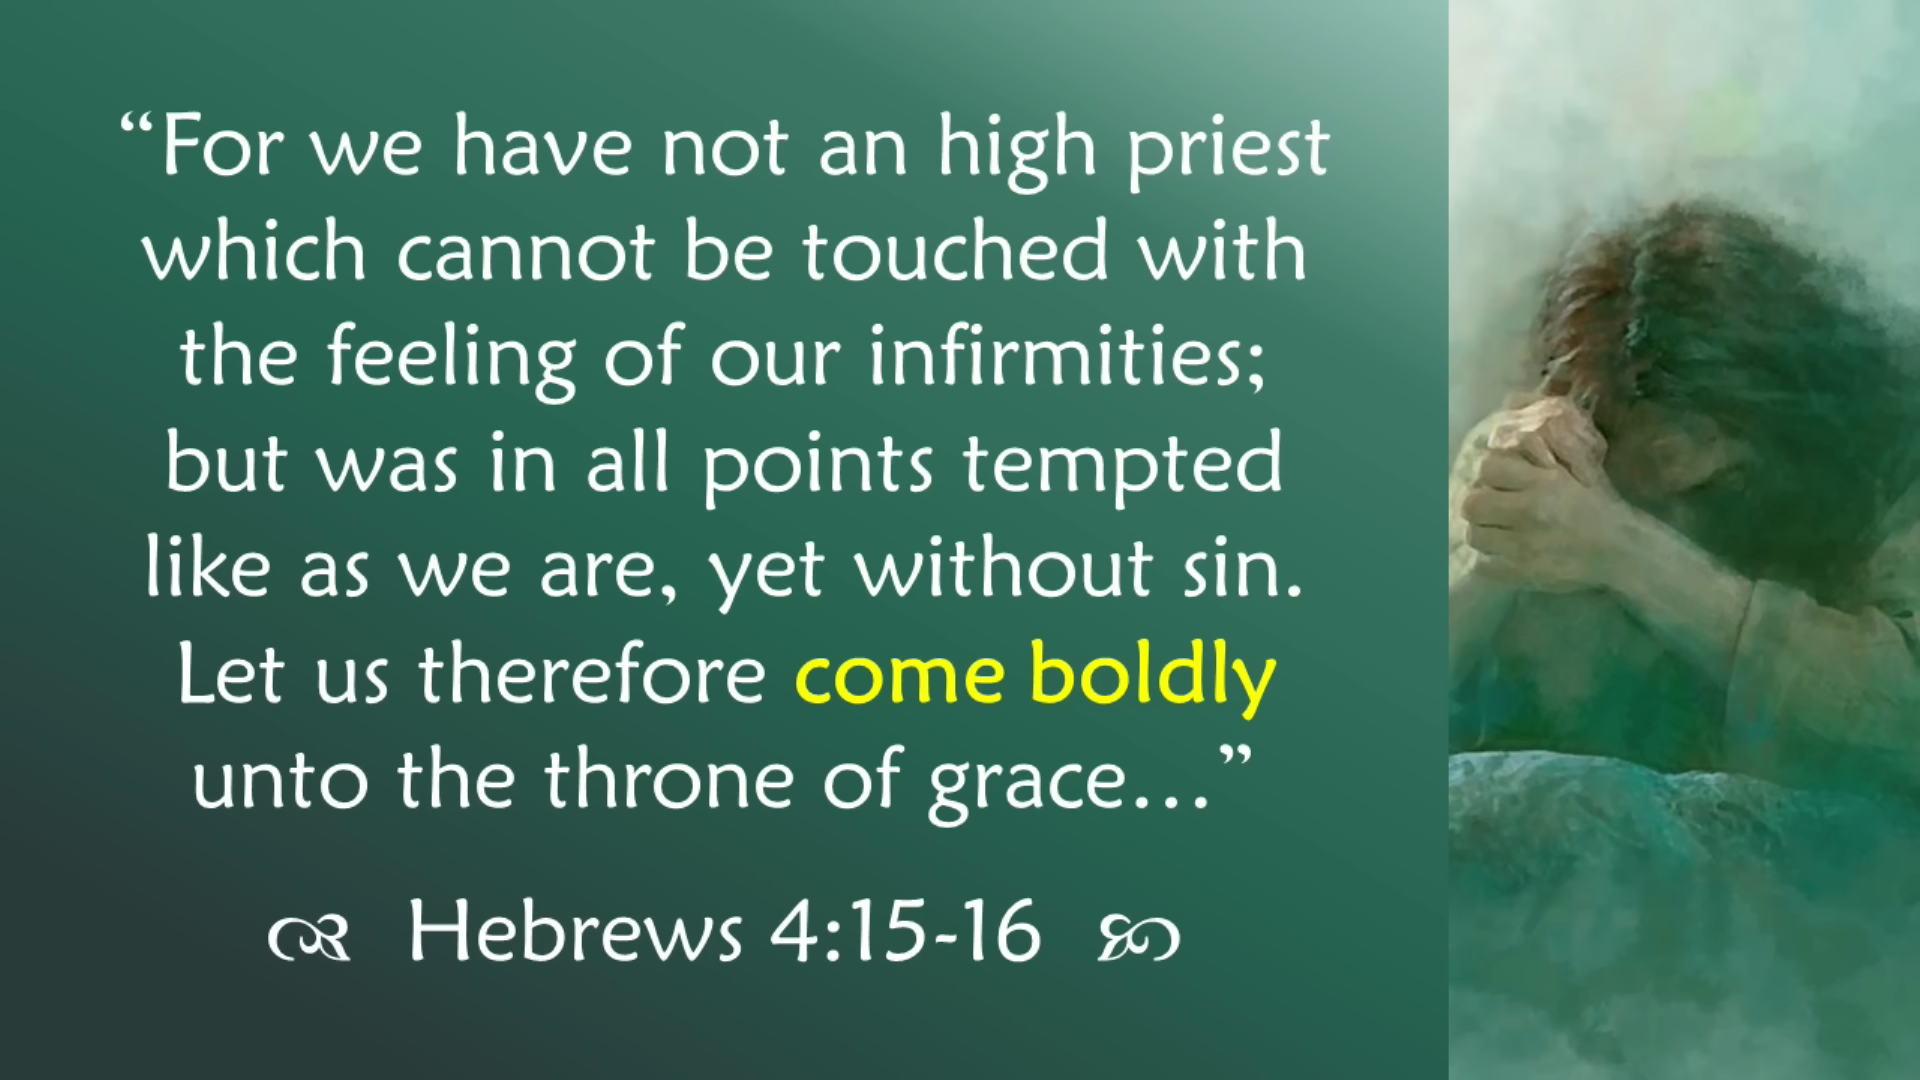 “For we have not an high priest
which cannot be touched with
the feeling of our infirmities;
but was in all points tempted
like as we are, yet without sin.
Let us therefore come boldly
unto the throne of grace…”
Hebrews 4:15-16